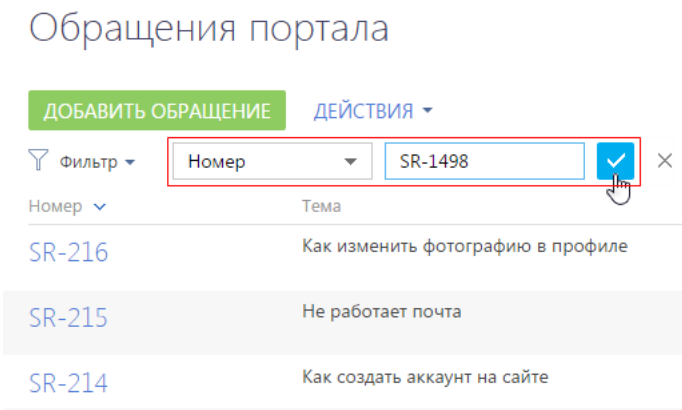 Обращения портала
ДОБАВИТЬ ОБРАЩЕНИЕ ДЕЙСТВИЯ
Фильтр Номер SR-1498
Номер Тема
SR-216 Как изменить фотографию в профиле
SR-215 Не работает почта
SR-214 Как создать аккаунт на сайте